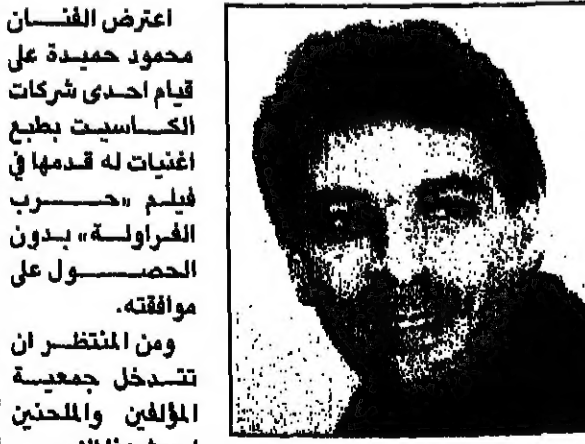 اعترض الفنان
محمود حميدة على
قيام احدى شركات
الكاسيت بطبع
اغنيات له قدمها في
فيلم «حرب
الفراولة» بدون
الحصول على
موافقته.
ومن المنتظر ان
تتدخل جمعية
المؤلفين والملحنين